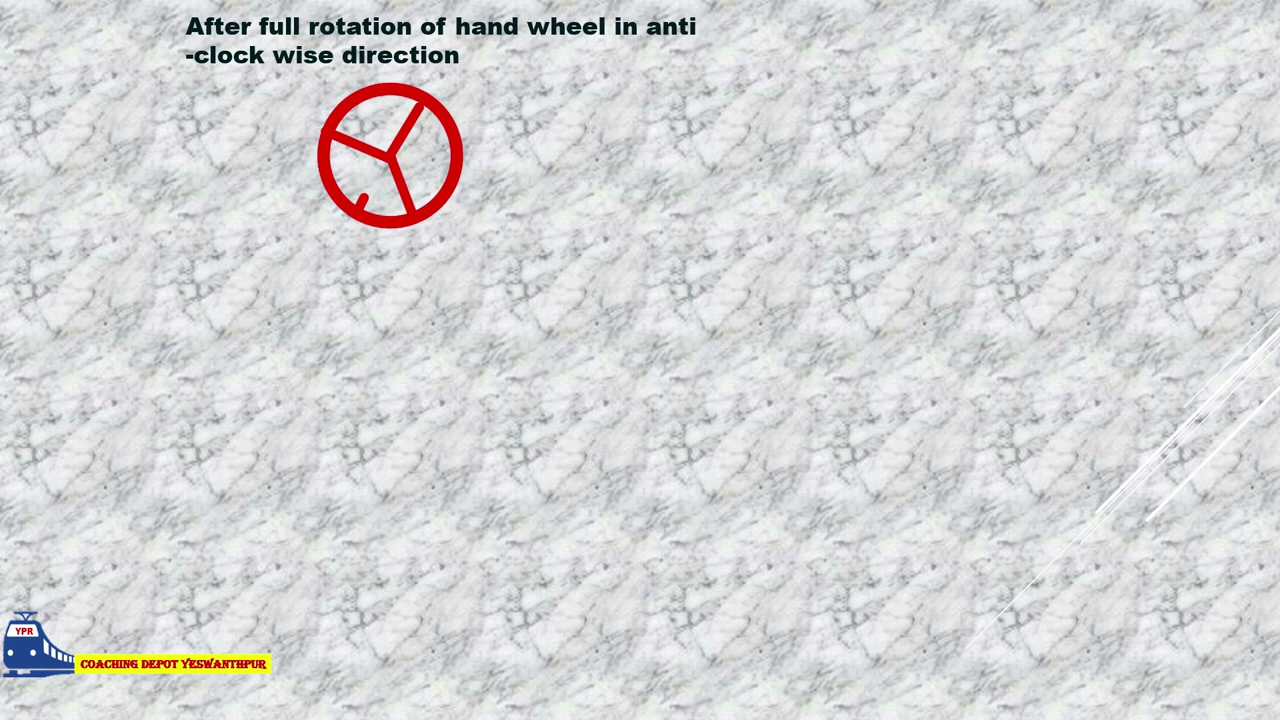 After full rotation of hand wheel in anti
-clock wise direction
YPR
COACHING DEPOT YESWANTHPUR